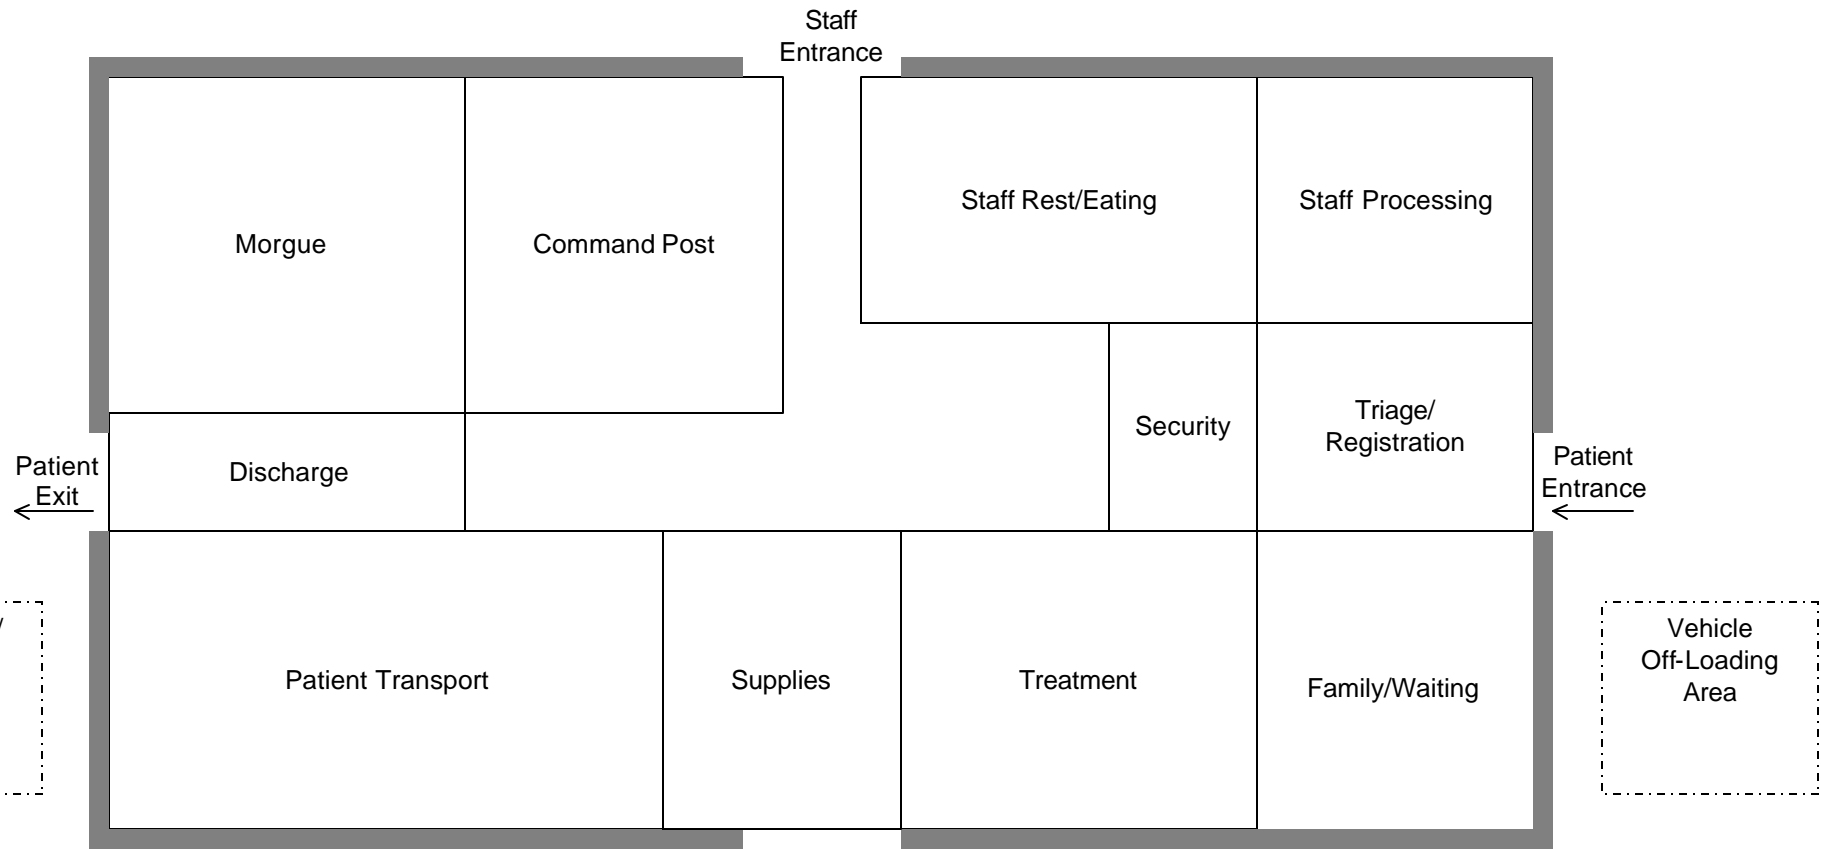 Staff
Entrance
Morgue
Command Post
Staff Rest/Eating
Staff Processing
Security
Triage/
Registration
Patient
Exit
Discharge
Patient
Entrance
Patient Transport
Supplies
Treatment
Family/Waiting
Vehicle
Off-Loading
Area